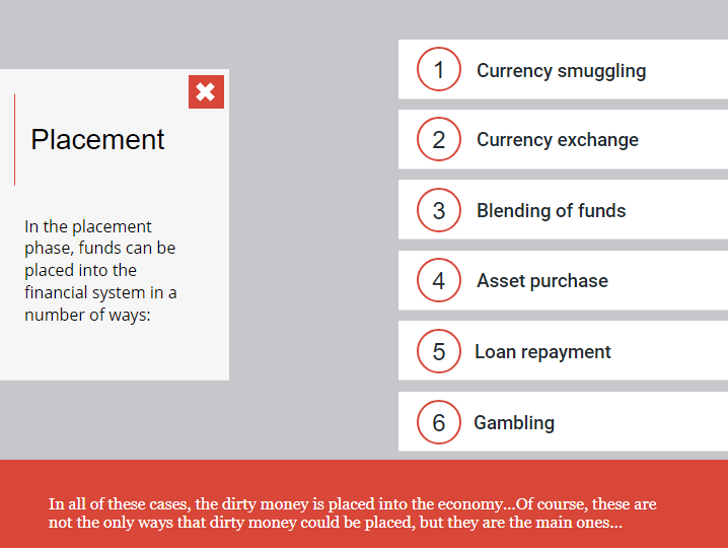 Placement
In the placement
phase, funds can be
placed into the
financial system in a
number of ways:
1 Currency smuggling
2 Currency exchange
3 Blending of funds
4 Asset purchase
5 Loan repayment
6 Gambling
In all of these cases, the dirty money is placed into the economy...Of course, these are
not the only ways that dirty money could be placed, but they are the main ones...